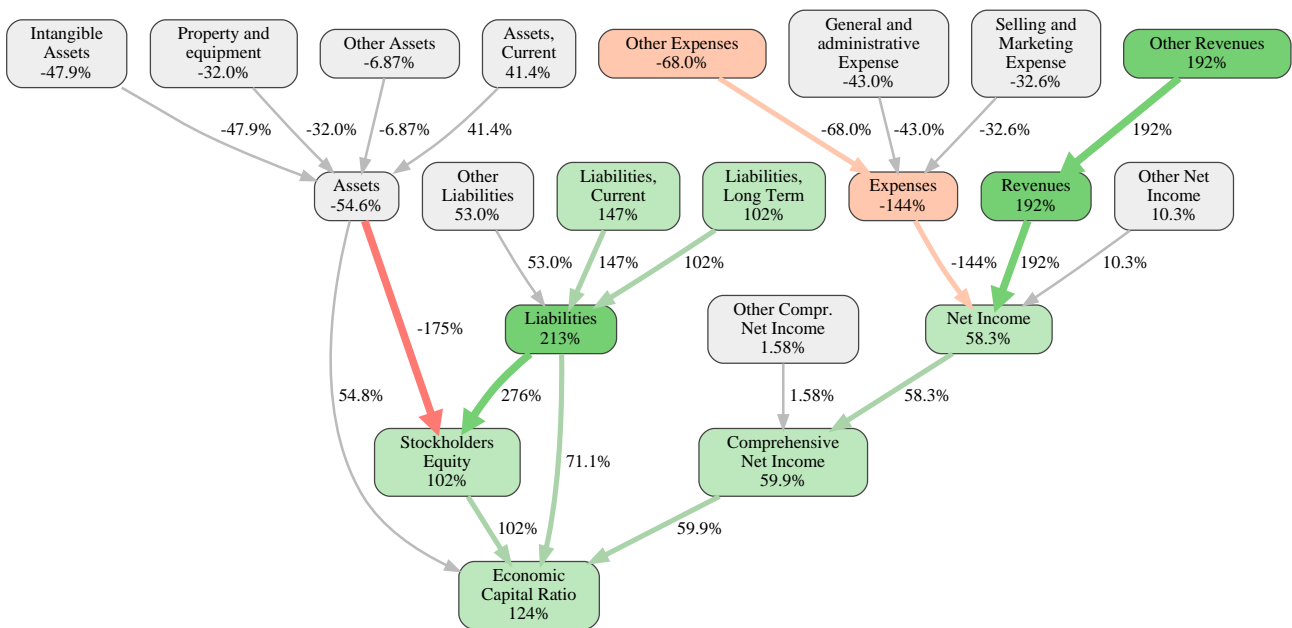 Intangible
Assets
-47.9%
Property and
equipment
-32.0%
Other Assets
-6.87%
Assets,
Current
41.4%
Other Expenses
-68.0%
General and
administrative
Expense
-43.0%
Selling and
Marketing
Expense
-32.6%
Other Revenues
192%
-47.9%
-32.0%
-6.87%
41.4%
-68.0%
-43.0%
-32.6%
192%
Assets
-54.6%
Other
Liabilities
53.0%
Liabilities,
Current
147%
Liabilities,
Long Term
102%
Expenses
-144%
Revenues
192%
Other Net
Income
10.3%
53.0%
147%
102%
-144%
192%
10.3%
-175%
Liabilities
213%
Other Compr.
Net Income
1.58%
Net Income
58.3%
54.8%
276%
1.58%
58.3%
Stockholders
Equity
102%
71.1%
Comprehensive
Net Income
59.9%
102%
59.9%
Economic
Capital Ratio
124%